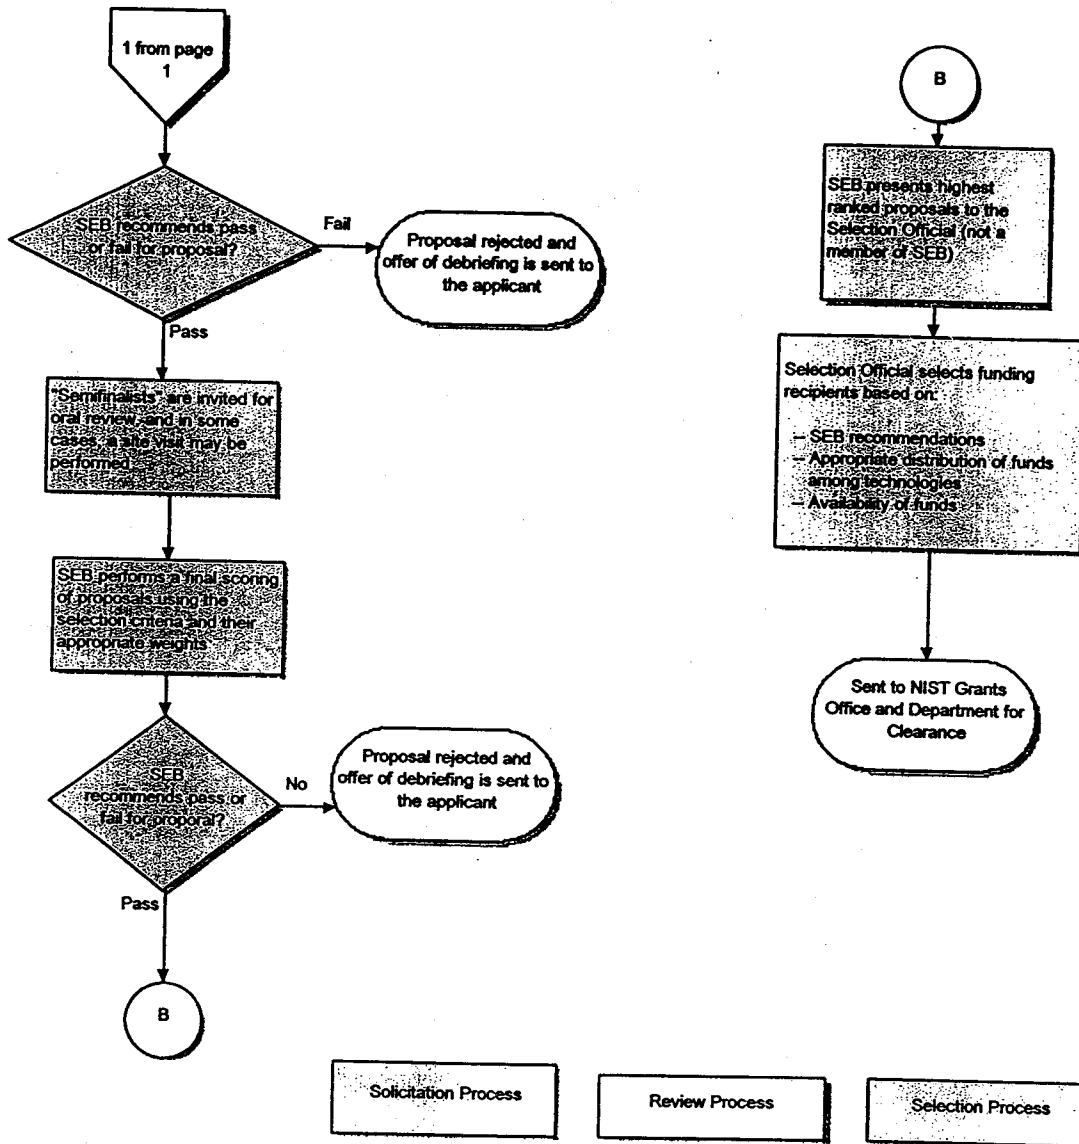 1 from page
1
SEB recommends pass
or fail for proposal?
Fail
Proposal rejected and
offer of debriefing is sent to
the applicant
Pass
"Semifinalists" are invited for
oral review, and in some
cases, a site visit may be
performed
SEB performs a final scoring
of proposals using the
selection criteria and their
appropriate weights
SEB
recommends pass or
fail for proporal?
No
Proposal rejected and
offer of debriefing is sent to
the applicant
Pass
B
B
SEB presents highest
ranked proposals to the
Selection Official (not a
member of SEB)
Selection Official selects funding
recipients based on:
– SEB recommendations
– Appropriate distribution of funds
among technologies
– Availability of funds
Sent to NIST Grants
Office and Department for
Clearance
Solicitation Process
Review Process
Selection Process